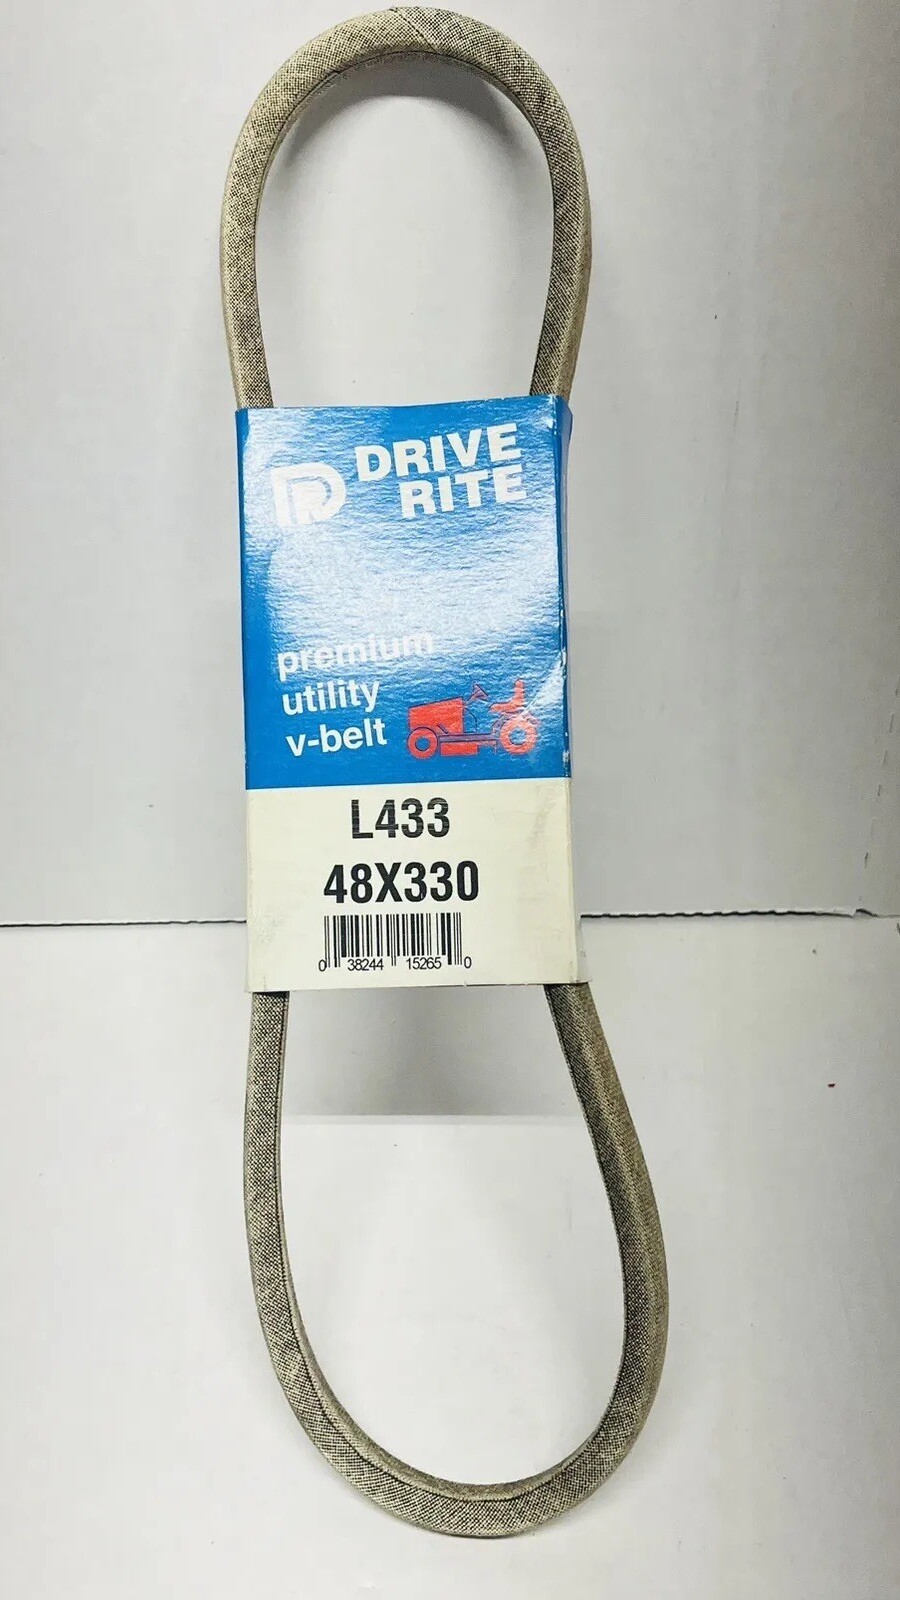 DR
DRIVE
RITE
premium
utility
v-belt
L433
48X330
0 38244 15265 0